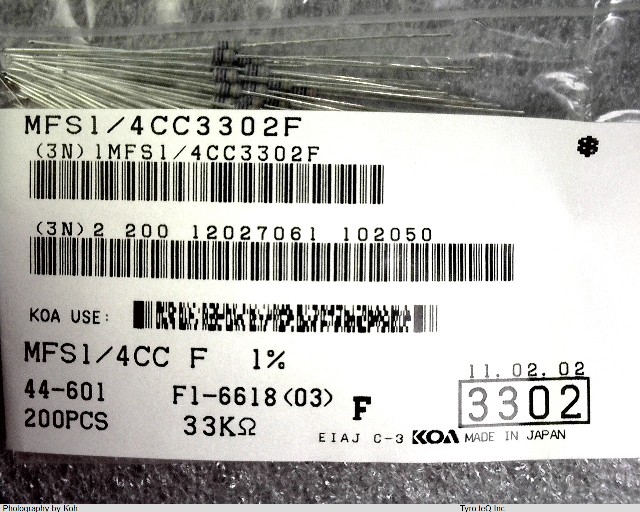 MFS1/4CC3302F
(3N)1MFS1/4CC3302F
(3N)2 200 12027061 102050
KOA USE:
MFS1/4CC F 1%
11.02.02
44-601 F1-6618(03) F 3302
200PCS 33KΩ
EIAJ C-3 KOA MADE IN JAPAN
Photography by Koh Tyro teQ Inc